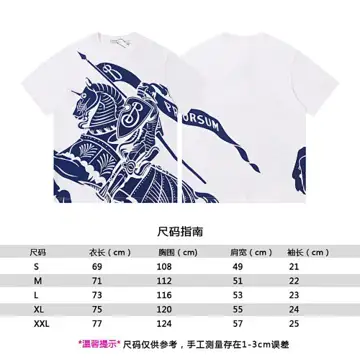 PRORSUM
尺码指南
尺码 衣长（cm） 胸围(cm) 肩宽（cm） 袖长（cm）
S 69 108 49 21
M 71 112 51 22
L 73 116 53 23
XL 75 120 55 24
XXL 77 124 57 25
*温馨提示* 尺码仅供参考，手工测量存在1-3cm误差